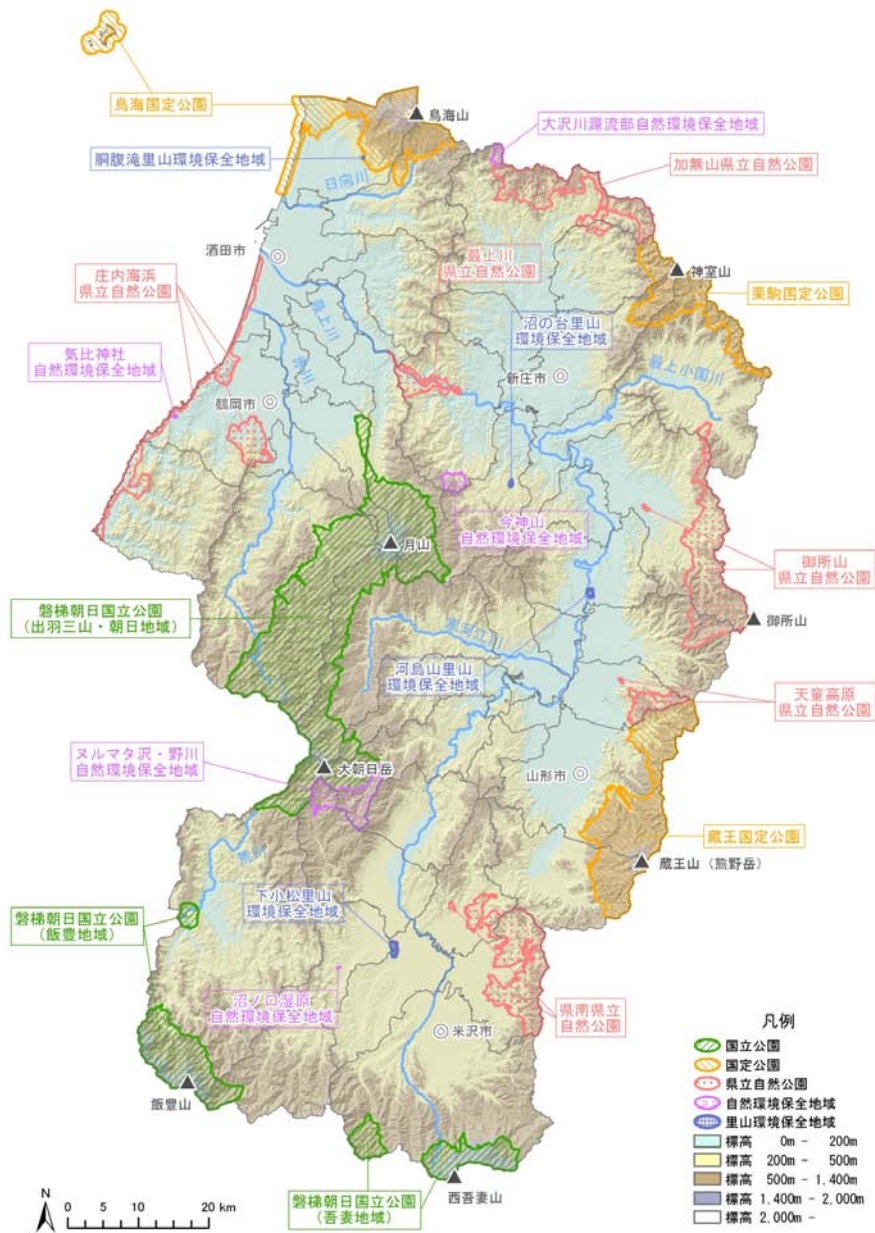 鳥海国定公園
鳥海山
大沢川源流部自然環境保全地域
胴腹滝里山環境保全地域
加無山県立自然公園
日向川
酒田市
最上川
県立自然公園
神室山
庄内海浜
県立自然公園
栗駒国定公園
最上川
沼の台里山
環境保全地域
赤川
気比神社
自然環境保全地域
新庄市
最上小国川
鶴岡市
今神山
自然環境保全地域
月山
御所山
県立自然公園
磐梯朝日国立公園
(出羽三山・朝日地域)
御所山
寒河江川
河島山里山
環境保全地域
天童高原
県立自然公園
ヌルマタ沢・野川
自然環境保全地域
大朝日岳
山形市
蔵王国定公園
蔵王山（熊野岳）
荒川
下小松里山
環境保全地域
磐梯朝日国立公園
(飯豊地域)
沼ノ口湿原
自然環境保全地域
県南県立
自然公園
米沢市
飯豊山
磐梯朝日国立公園
(吾妻地域)
西吾妻山
凡例
国立公園
国定公園
県立自然公園
自然環境保全地域
里山環境保全地域
標高 0m - 200m
標高 200m - 500m
標高 500m - 1,400m
標高 1,400m - 2,000m
標高 2,000m -
N
0 5 10 20 km